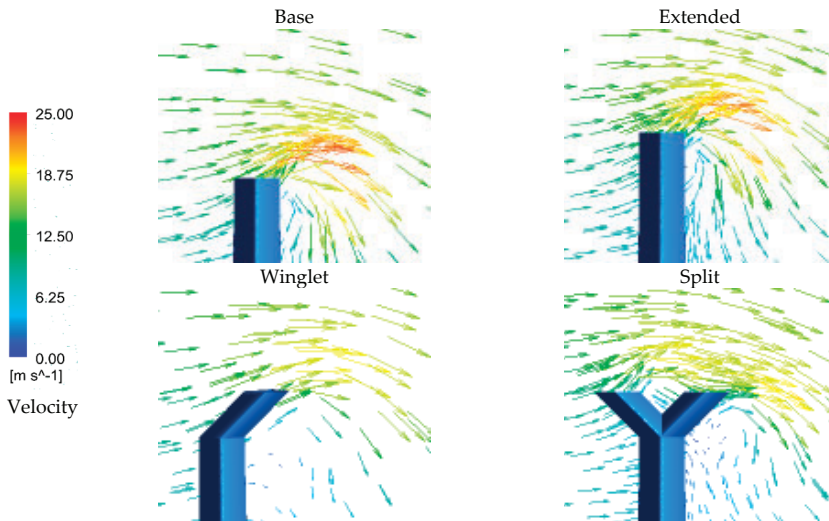 Base
Extended
25.00
18.75
12.50
6.25
0.00
[m s^-1]
Velocity
Winglet
Split